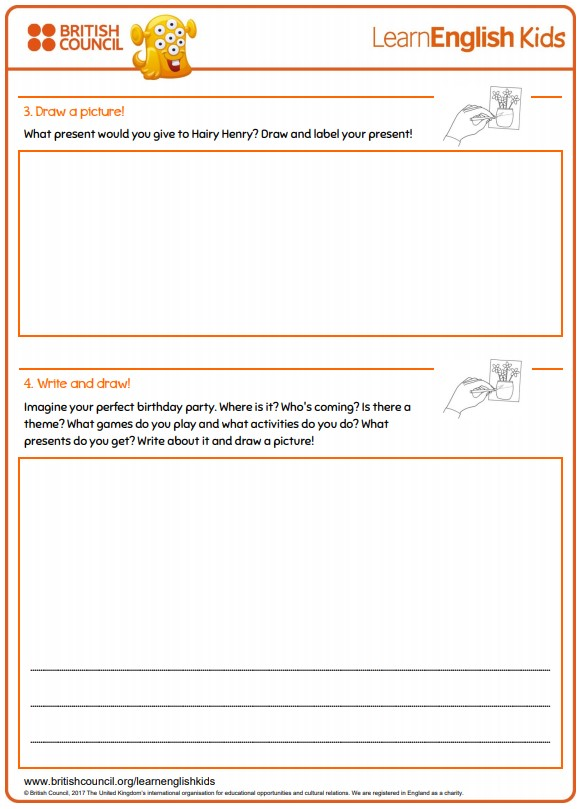 BRITISH
COUNCIL
LearnEnglish Kids
3. Draw a picture!
What present would you give to Hairy Henry? Draw and label your present!
4. Write and draw!
Imagine your perfect birthday party. Where is it? Who's coming? Is there a
theme? What games do you play and what activities do you do? What
presents do you get? Write about it and draw a picture!
www.britishcouncil.org/learnenglishkids
© British Council, 2017 The United Kingdom's international organisation for educational opportunities and cultural relations. We are registered in England as a charity.